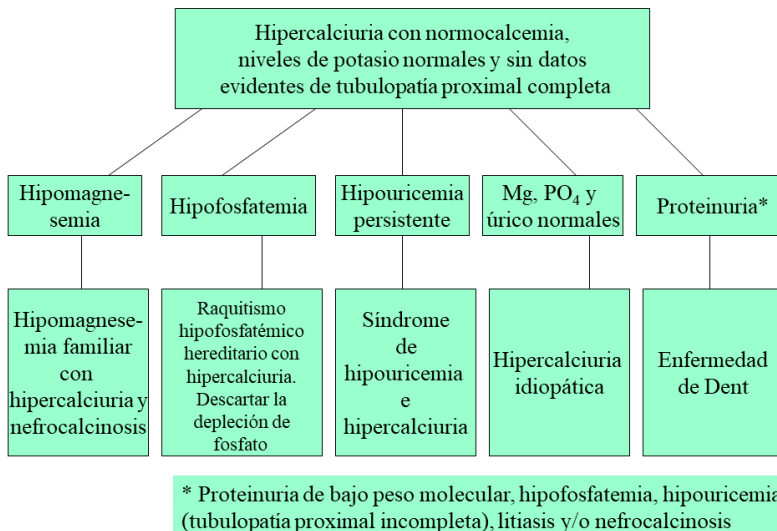 Hipercalciuria con normocalcemia,
niveles de potasio normales y sin datos
evidentes de tubulopatía proximal completa
Hipomagne-
semia
Hipofosfatemia
Hipouricemia
persistente
Mg, PO₄ y
úrico normales
Proteinuria*
Hipomagnese-
mia familiar
con
hipercalciuria y
nefrocalcinosis
Raquitismo
hipofosfatémico
hereditario con
hipercalciuria.
Descartar la
depleción de
fosfato
Síndrome
de
hipouricemia
e
hipercalciuria
Hipercalciuria
idiopática
Enfermedad
de Dent
* Proteinuria de bajo peso molecular, hipofosfatemia, hipouricemia
(tubulopatía proximal incompleta), litiasis y/o nefrocalcinosis